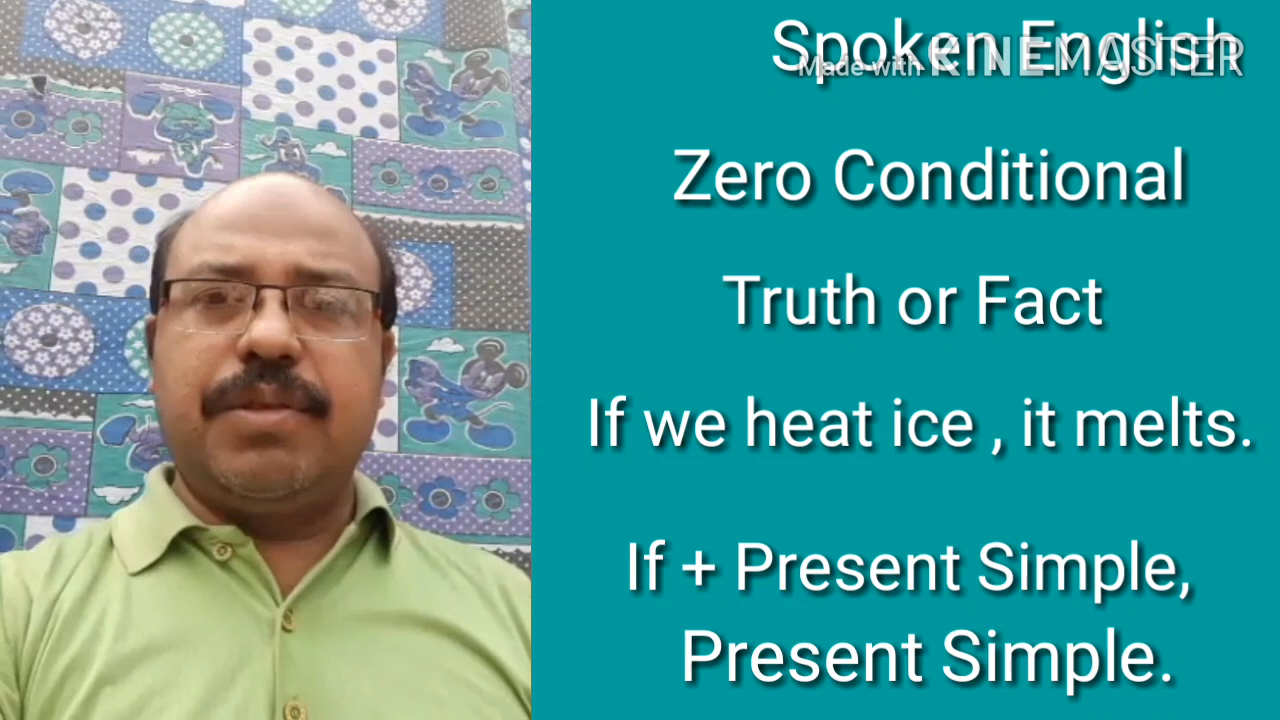 Spoken English
Made with KINEMASTER
Zero Conditional
Truth or Fact
If we heat ice , it melts.
If + Present Simple,
Present Simple.